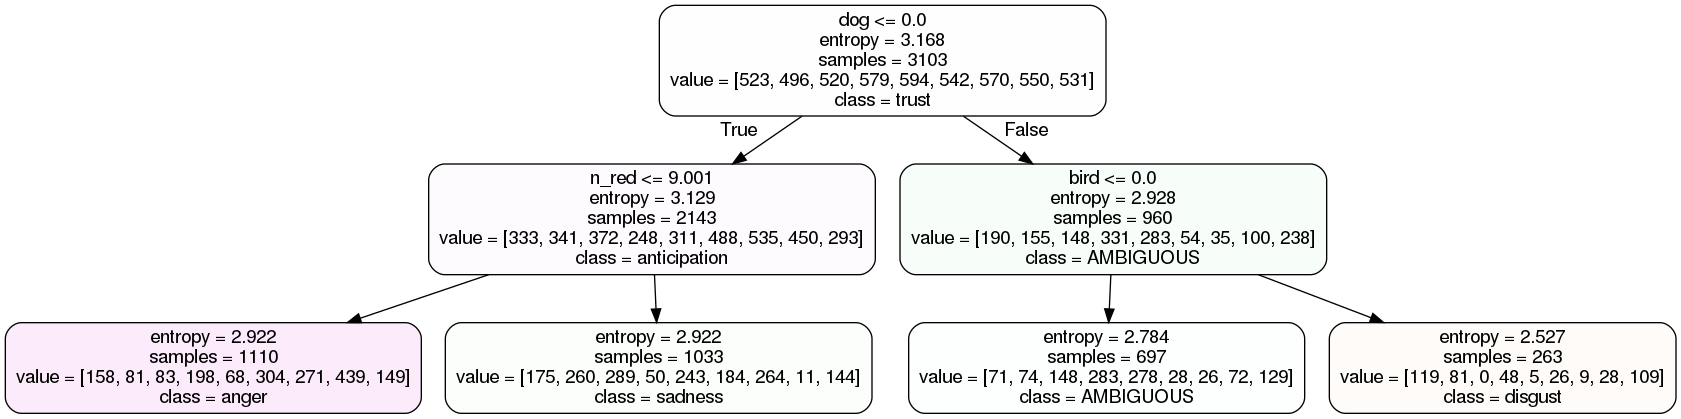 dog <= 0.0
entropy = 3.168
samples = 3103
value = [523, 496, 520, 579, 594, 542, 570, 550, 531]
class = trust
True
False
n_red <= 9.001
entropy = 3.129
samples = 2143
value = [333, 341, 372, 248, 311, 488, 535, 450, 293]
class = anticipation
bird <= 0.0
entropy = 2.928
samples = 960
value = [190, 155, 148, 331, 283, 54, 35, 100, 238]
class = AMBIGUOUS
entropy = 2.922
samples = 1110
value = [158, 81, 83, 198, 68, 304, 271, 439, 149]
class = anger
entropy = 2.922
samples = 1033
value = [175, 260, 289, 50, 243, 184, 264, 11, 144]
class = sadness
entropy = 2.784
samples = 697
value = [71, 74, 148, 283, 278, 28, 26, 72, 129]
class = AMBIGUOUS
entropy = 2.527
samples = 263
value = [119, 81, 0, 48, 5, 26, 9, 28, 109]
class = disgust